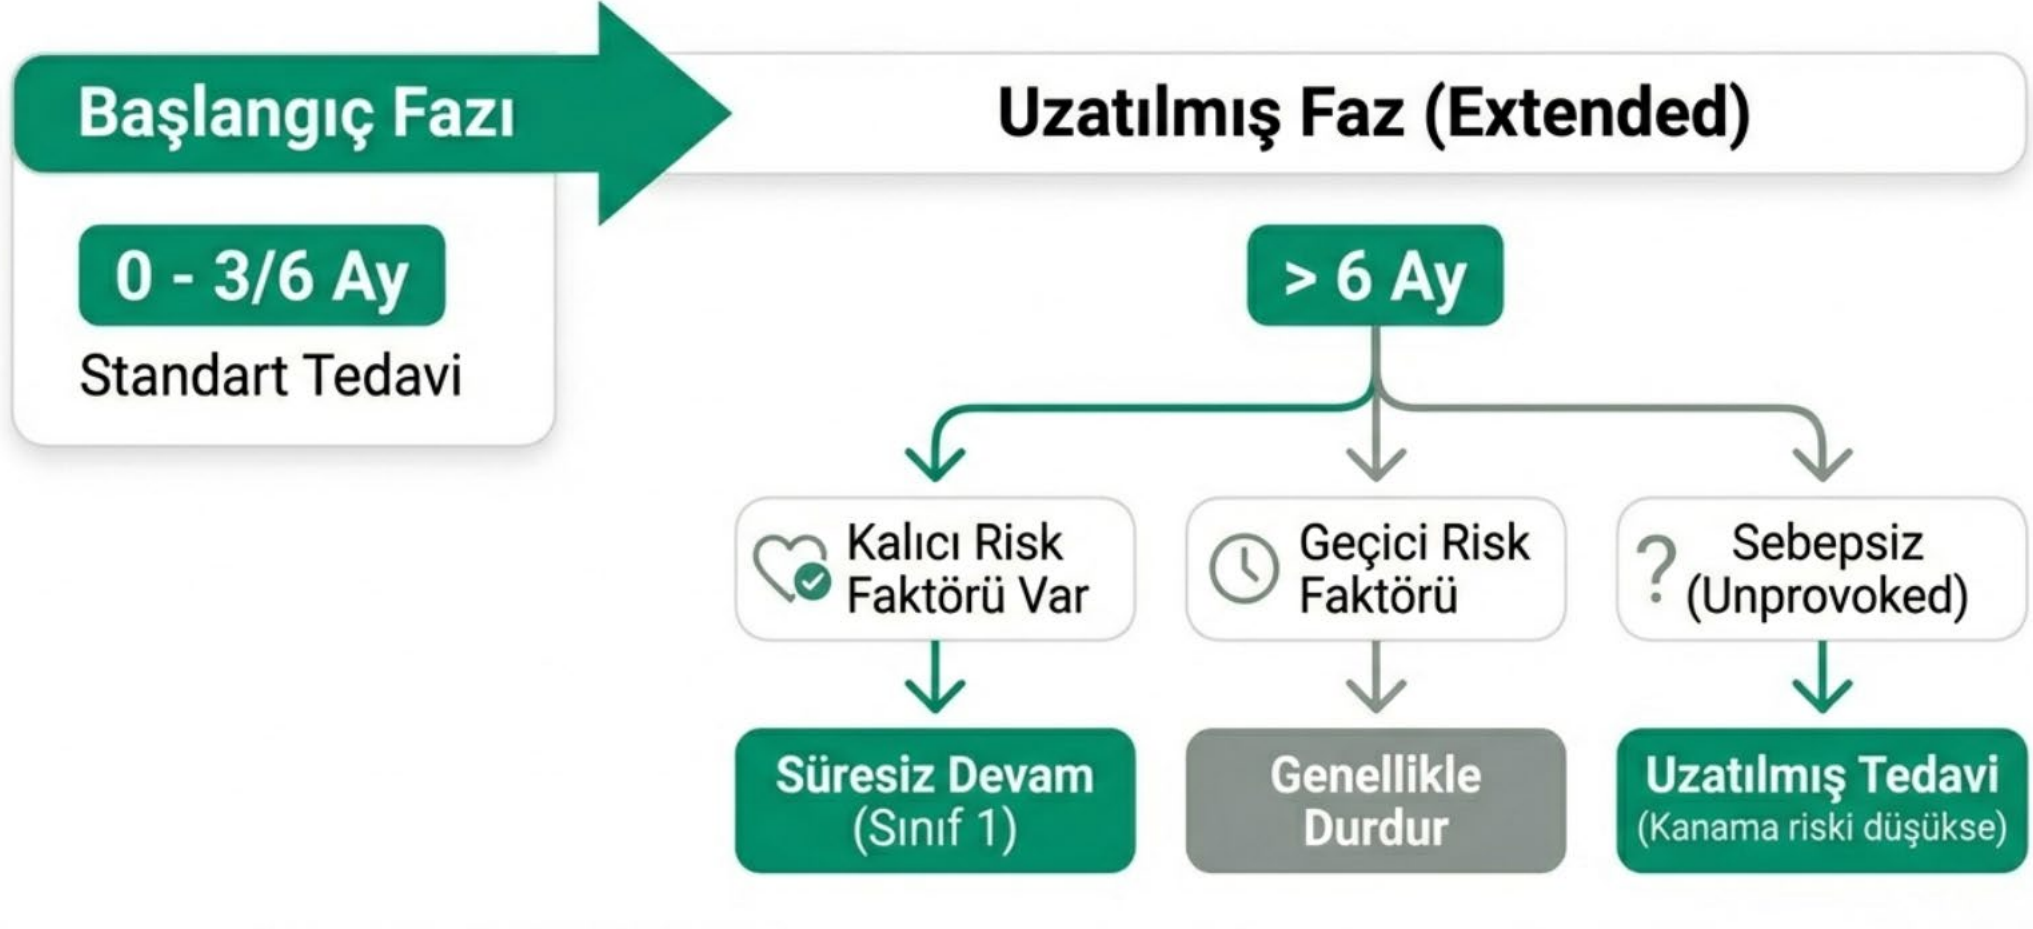 Başlangıç Fazı
Uzatılmış Faz (Extended)
0 - 3/6 Ay
Standart Tedavi
> 6 Ay
Kalıcı Risk
Faktörü Var
Geçici Risk
Faktörü
?
Sebepsiz
(Unprovoked)
Süresiz Devam
(Sınıf 1)
Genellikle
Durdur
Uzatılmış Tedavi
(Kanama riski düşükse)